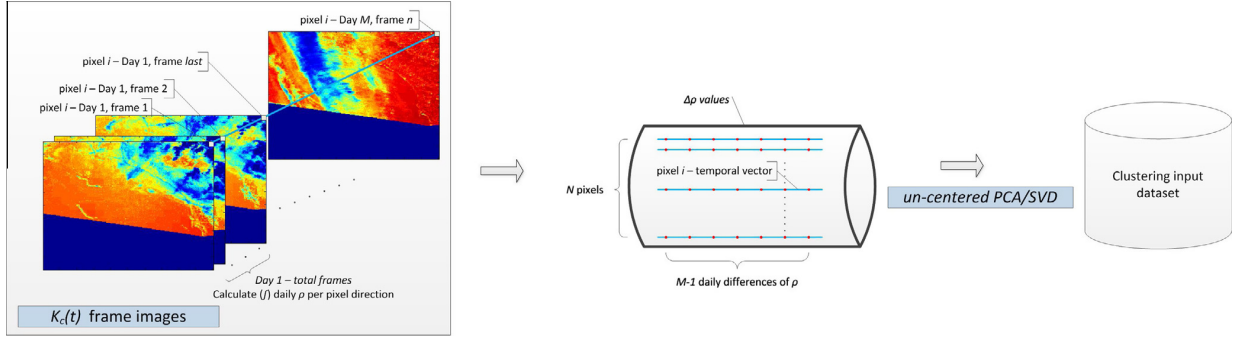 pixel i – Day M, frame n
pixel i – Day 1, frame last
pixel i – Day 1, frame 2
pixel i – Day 1, frame 1
Day 1 – total frames
Calculate (ʃ) daily ρ per pixel direction
Kc(t) frame images
Δρ values
N pixels
pixel i – temporal vector
M-1 daily differences of ρ
un-centered PCA/SVD
Clustering input
dataset